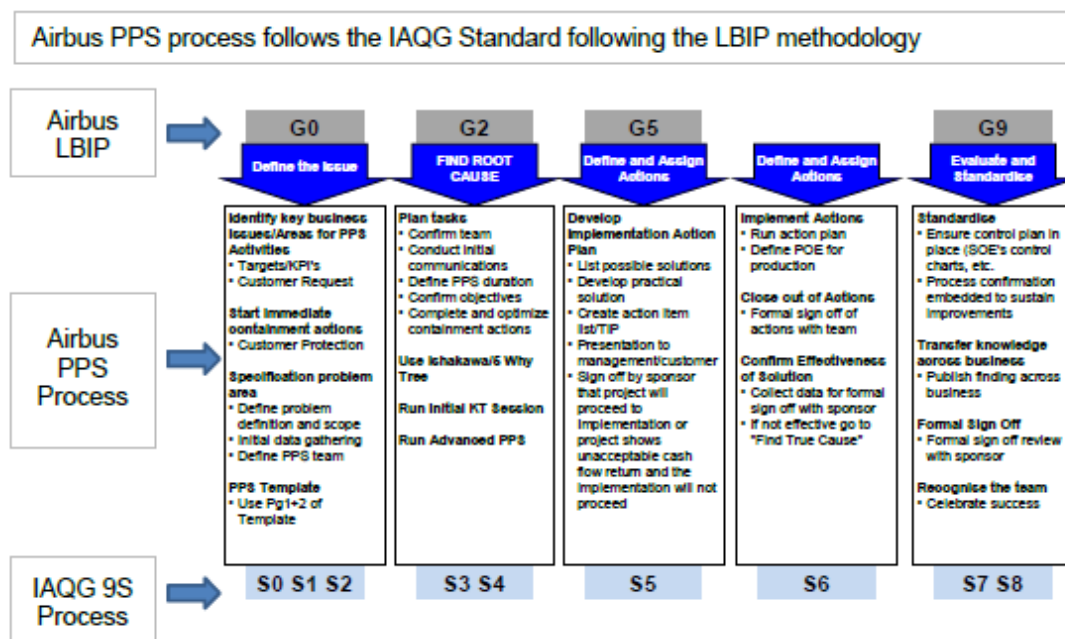 Airbus PPS process follows the IAQG Standard following the LBIP methodology
Airbus
LBIP
G0
G2
G5
G9
Define the Issue
FIND ROOT
CAUSE
Define and Assign
Actions
Define and Assign
Actions
Evaluate and
Standardise
Airbus
PPS
Process
Identify key business
Issues/Areas for PPS
Activities
▪ Targets/KPI's
▪ Customer Request
Start immediate
containment actions
▪ Customer Protection
Specification problem
area
▪ Define problem
definition and scope
▪ Initial data gathering
▪ Define PPS team
PPS Template
▪ Use Pg1+2 of
Template
Plan tasks
▪ Confirm team
▪ Conduct initial
communications
▪ Define PPS duration
▪ Confirm objectives
▪ Complete and optimize
containment actions
Use Ishakawa/5 Why
Tree
Run Initial KT Session
Run Advanced PPS
Develop
Implementation Action
Plan
▪ List possible solutions
▪ Develop practical
solution
▪ Create action item
list/TIP
▪ Presentation to
management/customer
▪ Sign off by sponsor
that project will
proceed to
implementation or
project shows
unacceptable cash
flow return and the
implementation will not
proceed
Implement Actions
▪ Run action plan
▪ Define POE for
production
Close out of Actions
▪ Formal sign off of
actions with team
Confirm Effectiveness
of Solution
▪ Collect data for formal
sign off with sponsor
▪ If not effective go to
"Find True Cause"
Standardise
▪ Ensure control plan in
place (SOE's control
charts, etc.
▪ Process confirmation
embedded to sustain
improvements
Transfer knowledge
across business
▪ Publish finding across
business
Formal Sign Off
▪ Formal sign off review
with sponsor
Recognise the team
▪ Celebrate success
IAQG 9S
Process
S0 S1 S2
S3 S4
S5
S6
S7 S8